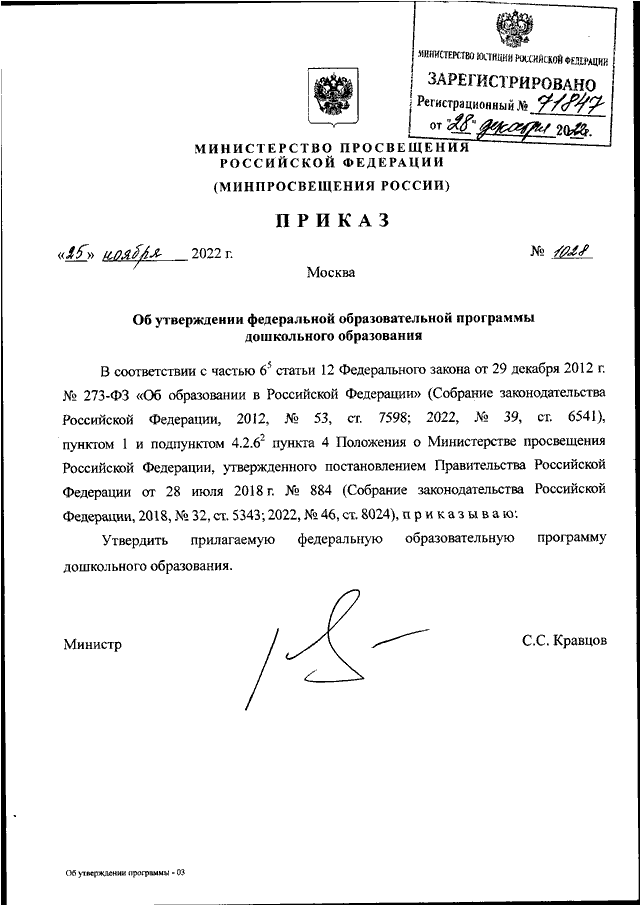 МИНИСТЕРСТВО ЮСТИЦИИ РОССИЙСКОЙ ФЕДЕРАЦИИ
ЗАРЕГИСТРИРОВАНО
Регистрационный № 71847
от "28" декабря 2022г.
МИНИСТЕРСТВО ПРОСВЕЩЕНИЯ
РОССИЙСКОЙ ФЕДЕРАЦИИ
(МИНПРОСВЕЩЕНИЯ РОССИИ)
ПРИКАЗ
«25» ноября 2022 г. № 1028
Москва
Об утверждении федеральной образовательной программы
дошкольного образования
В соответствии с частью 6⁵ статьи 12 Федерального закона от 29 декабря 2012 г.
№ 273-ФЗ «Об образовании в Российской Федерации» (Собрание законодательства
Российской Федерации, 2012, № 53, ст. 7598; 2022, № 39, ст. 6541),
пунктом 1 и подпунктом 4.2.6² пункта 4 Положения о Министерстве просвещения
Российской Федерации, утвержденного постановлением Правительства Российской
Федерации от 28 июля 2018 г. № 884 (Собрание законодательства Российской
Федерации, 2018, № 32, ст. 5343; 2022, № 46, ст. 8024), п р и к а з ы в а ю:
Утвердить прилагаемую федеральную образовательную программу
дошкольного образования.
Министр С.С. Кравцов
Об утверждении программы - 03